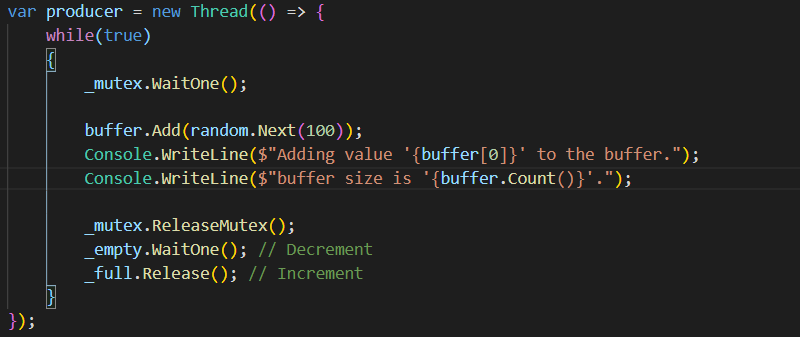 var producer = new Thread(() => {
    while(true)
    {
        _mutex.WaitOne();

        buffer.Add(random.Next(100));
        Console.WriteLine($"Adding value '{buffer[0]}' to the buffer.");
        Console.WriteLine($"buffer size is '{buffer.Count()}'.");

        _mutex.ReleaseMutex();
        _empty.WaitOne(); // Decrement
        _full.Release(); // Increment
    }
});